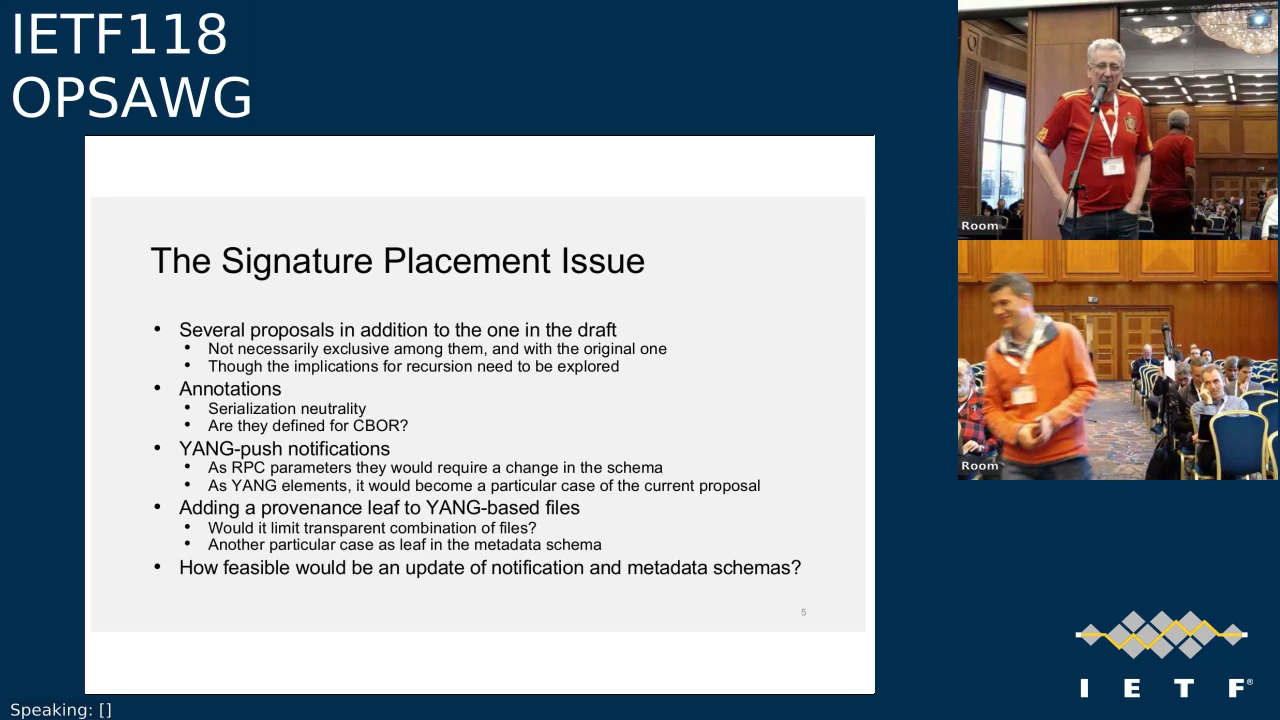 IETF118
OPSAWG
The Signature Placement Issue
• Several proposals in addition to the one in the draft
• Not necessarily exclusive among them, and with the original one
• Though the implications for recursion need to be explored
• Annotations
• Serialization neutrality
• Are they defined for CBOR?
• YANG-push notifications
• As RPC parameters they would require a change in the schema
• As YANG elements, it would become a particular case of the current proposal
• Adding a provenance leaf to YANG-based files
• Would it limit transparent combination of files?
• Another particular case as leaf in the metadata schema
• How feasible would be an update of notification and metadata schemas?
5
Room
Room
I E T F®
Speaking: []